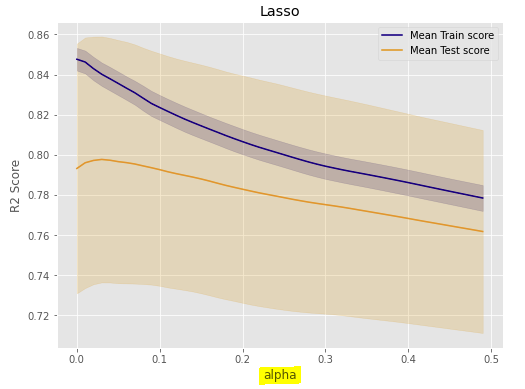 Lasso
Mean Train score
Mean Test score
0.86
0.84
0.82
0.80
0.78
0.76
0.74
0.72
R2 Score
0.0 0.1 0.2 0.3 0.4 0.5
alpha